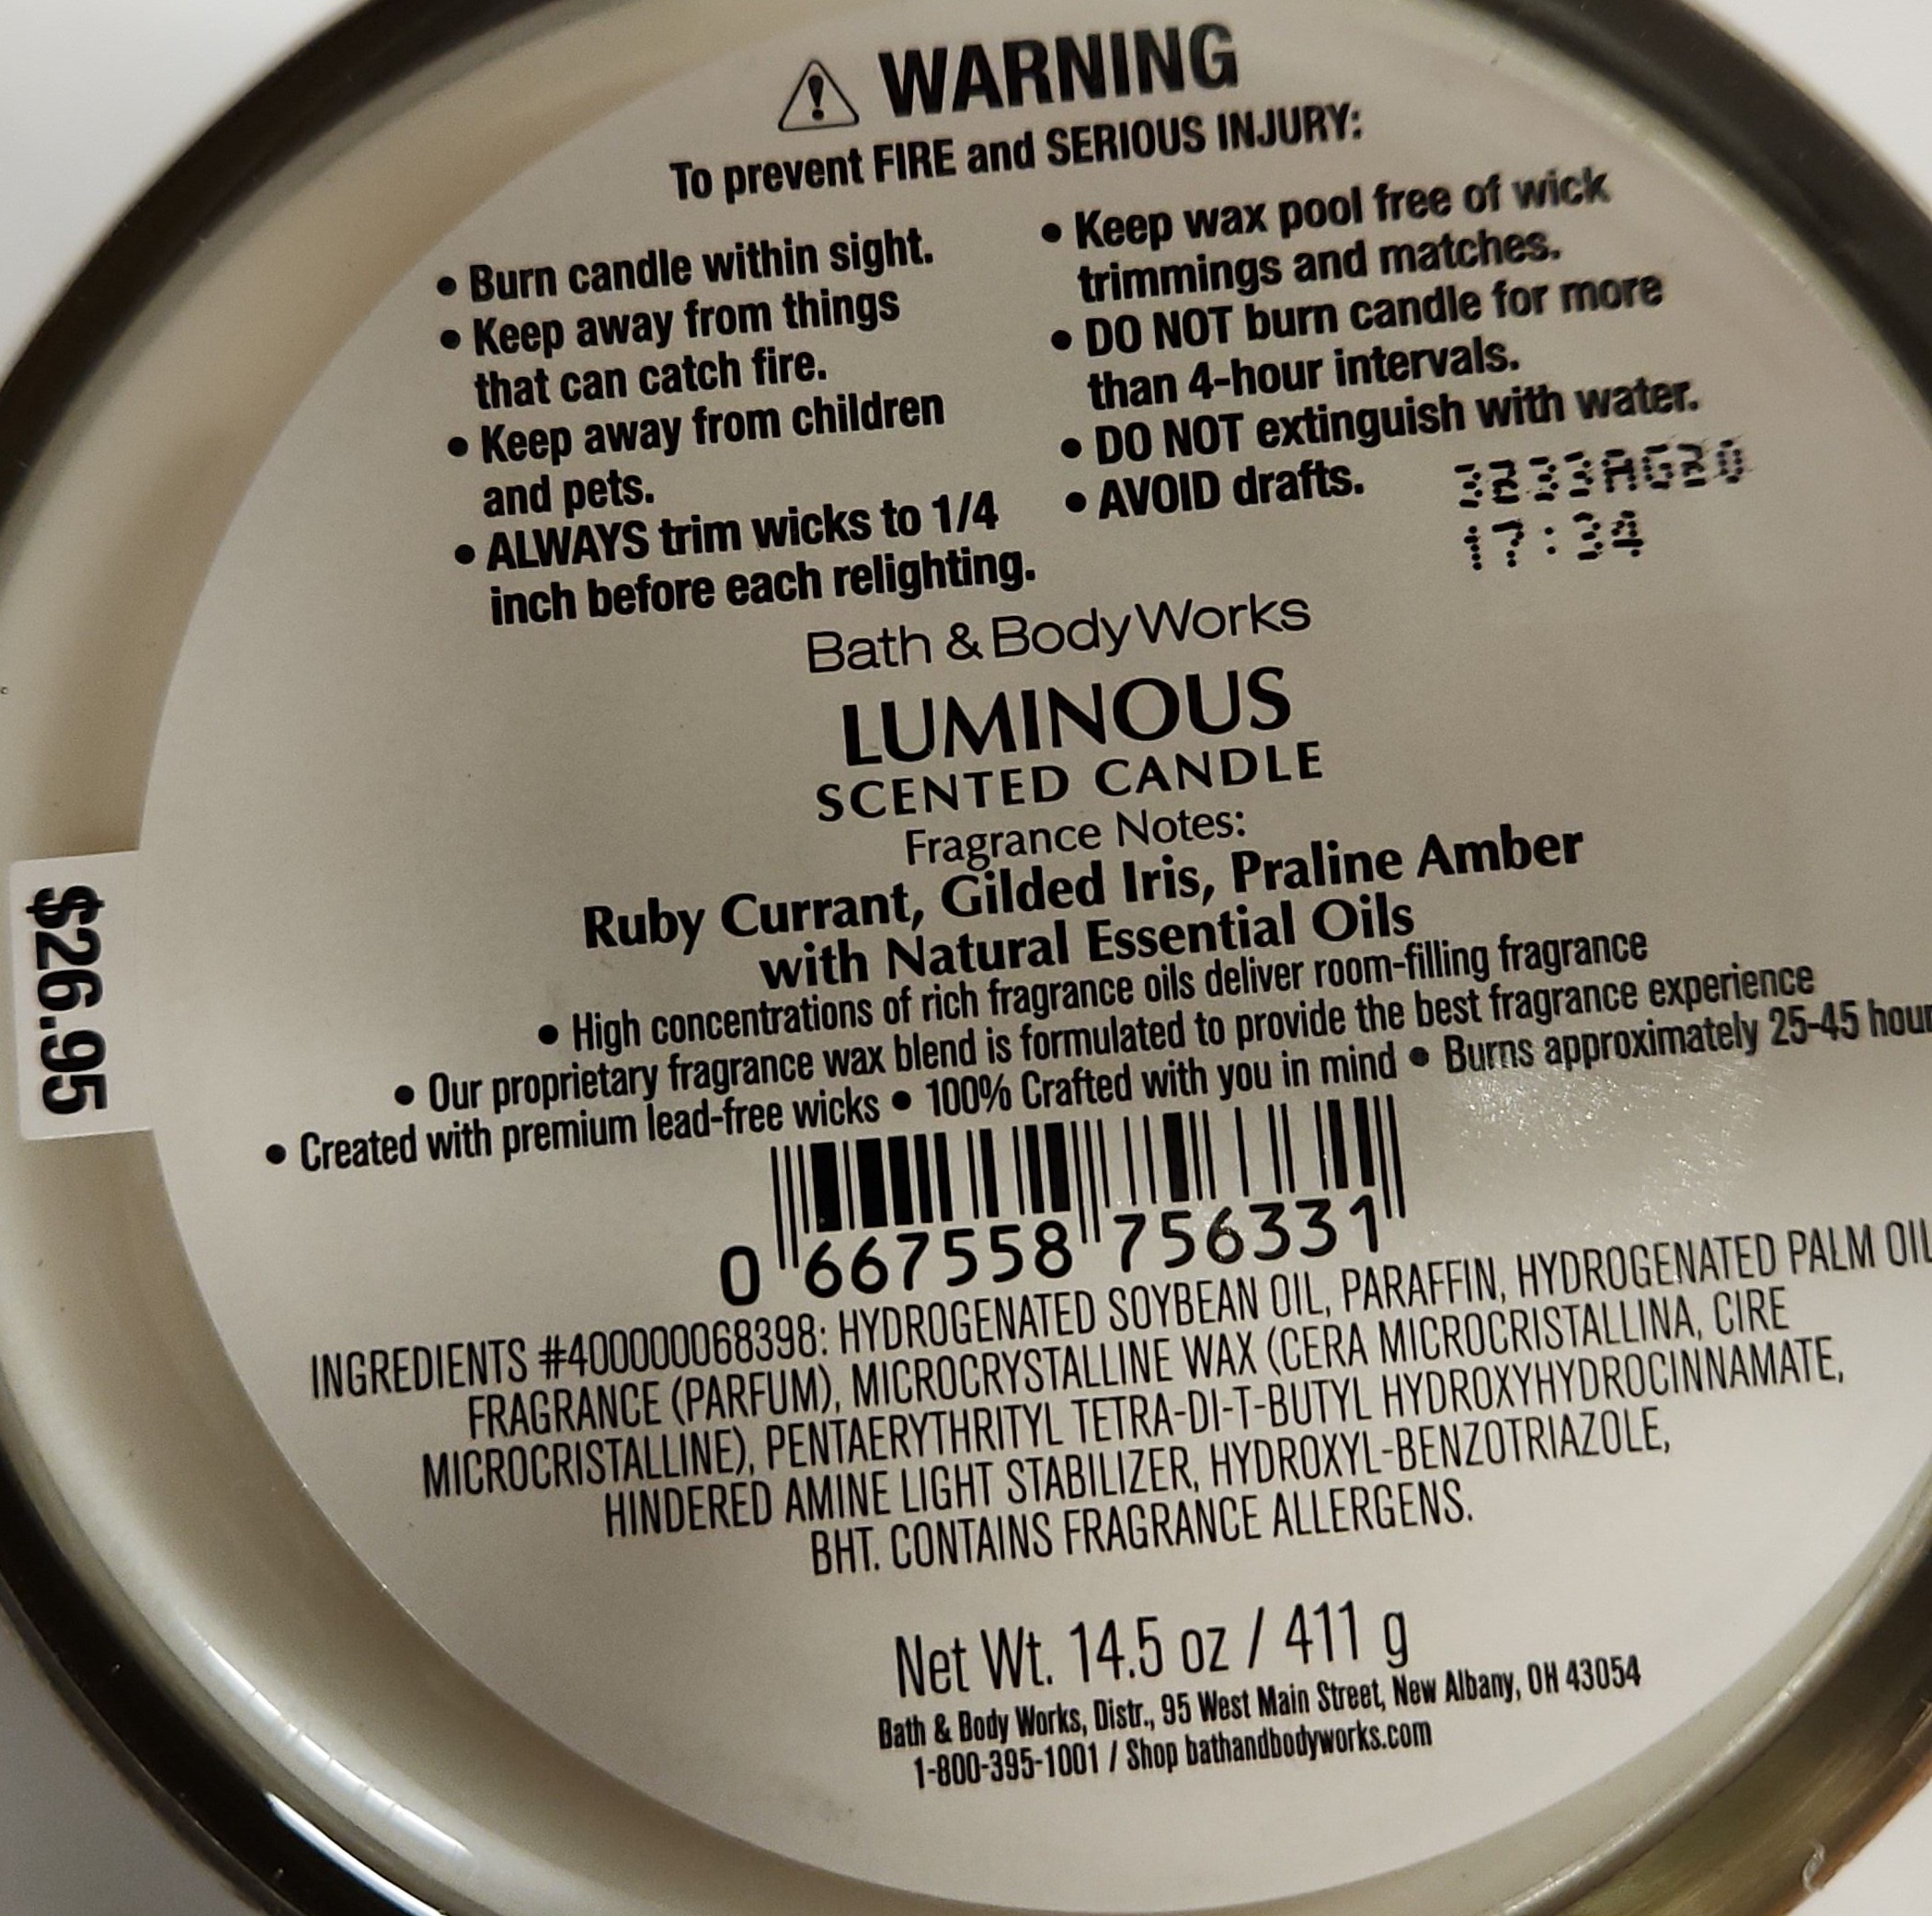 WARNING
To prevent FIRE and SERIOUS INJURY:
• Burn candle within sight.
• Keep away from things
that can catch fire.
• Keep away from children
and pets.
• ALWAYS trim wicks to 1/4
inch before each relighting.
• Keep wax pool free of wick
trimmings and matches.
• DO NOT burn candle for more
than 4-hour intervals.
• DO NOT extinguish with water.
• AVOID drafts.
3233AG20
17:34
Bath & Body Works
LUMINOUS
SCENTED CANDLE
Fragrance Notes:
Ruby Currant, Gilded Iris, Praline Amber
with Natural Essential Oils
• High concentrations of rich fragrance oils deliver room-filling fragrance
• Our proprietary fragrance wax blend is formulated to provide the best fragrance experience
• Created with premium lead-free wicks • 100% Crafted with you in mind • Burns approximately 25-45 hour
$26.95
0 667558 756331
INGREDIENTS #400000068398: HYDROGENATED SOYBEAN OIL, PARAFFIN, HYDROGENATED PALM OIL
FRAGRANCE (PARFUM), MICROCRYSTALLINE WAX (CERA MICROCRISTALLINA, CIRE
MICROCRISTALLINE), PENTAERYTHRITYL TETRA-DI-T-BUTYL HYDROXYHYDROCINNAMATE,
HINDERED AMINE LIGHT STABILIZER, HYDROXYL-BENZOTRIAZOLE,
BHT. CONTAINS FRAGRANCE ALLERGENS.
Net Wt. 14.5 oz / 411 g
Bath & Body Works, Distr., 95 West Main Street, New Albany, OH 43054
1-800-395-1001 / Shop bathandbodyworks.com